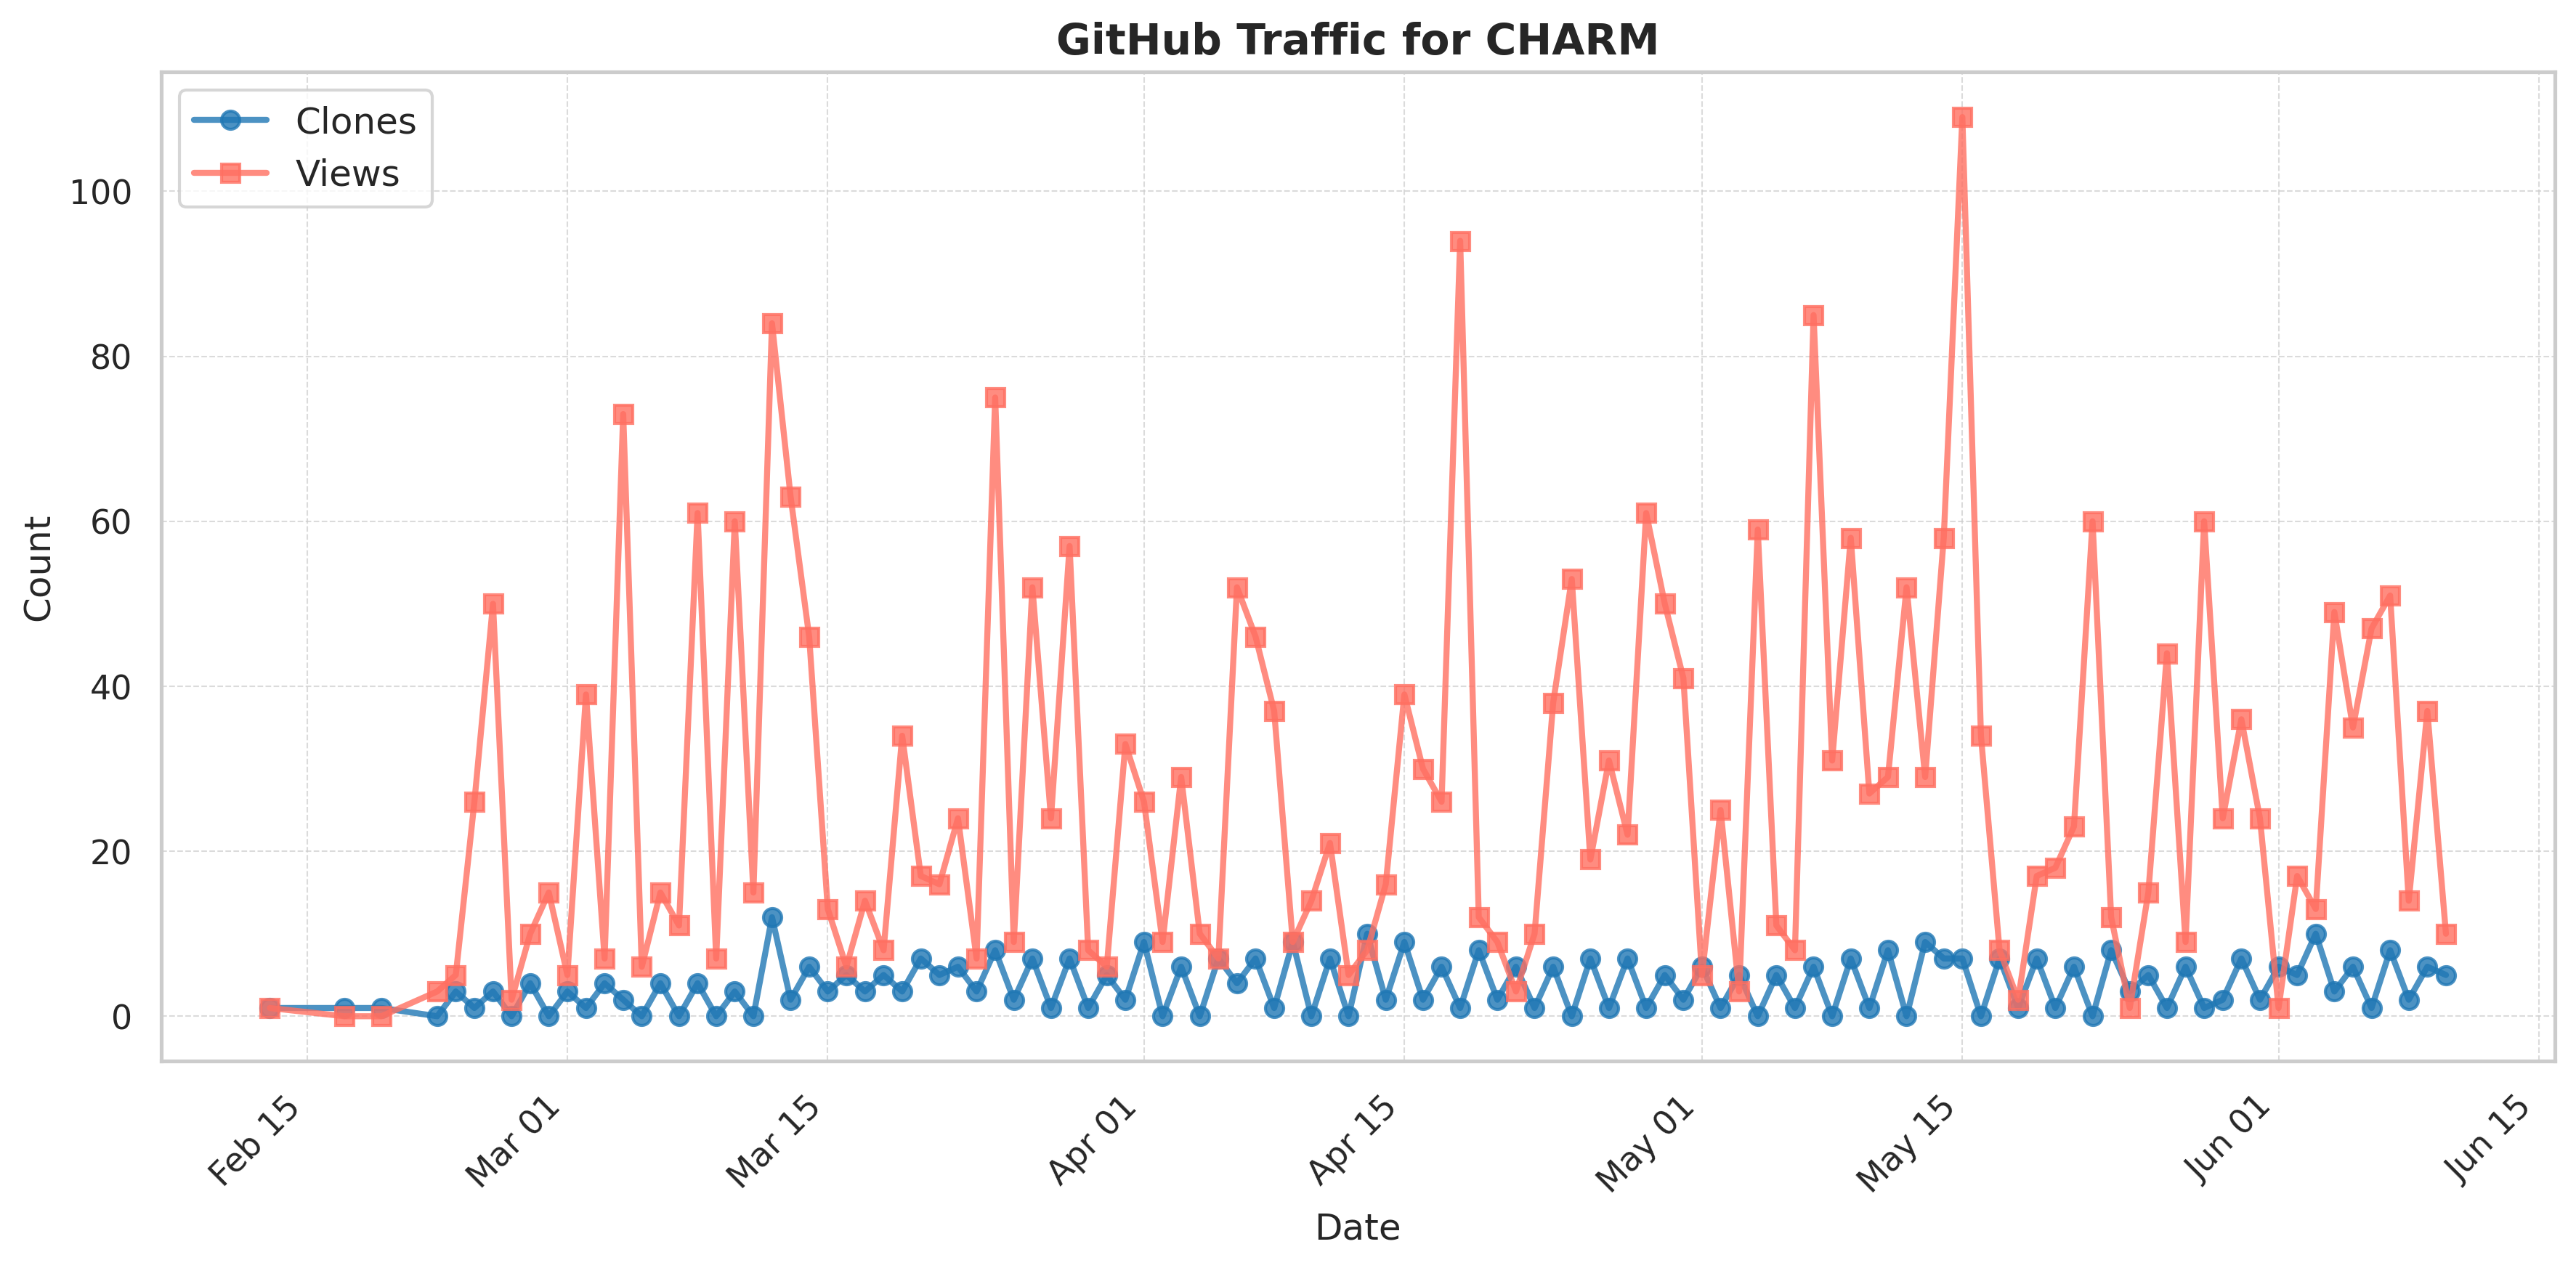 GitHub Traffic for CHARM
Clones
Views
Count
100
80
60
40
20
0
Feb 15
Mar 01
Mar 15
Apr 01
Apr 15
May 01
May 15
Jun 01
Jun 15
Date